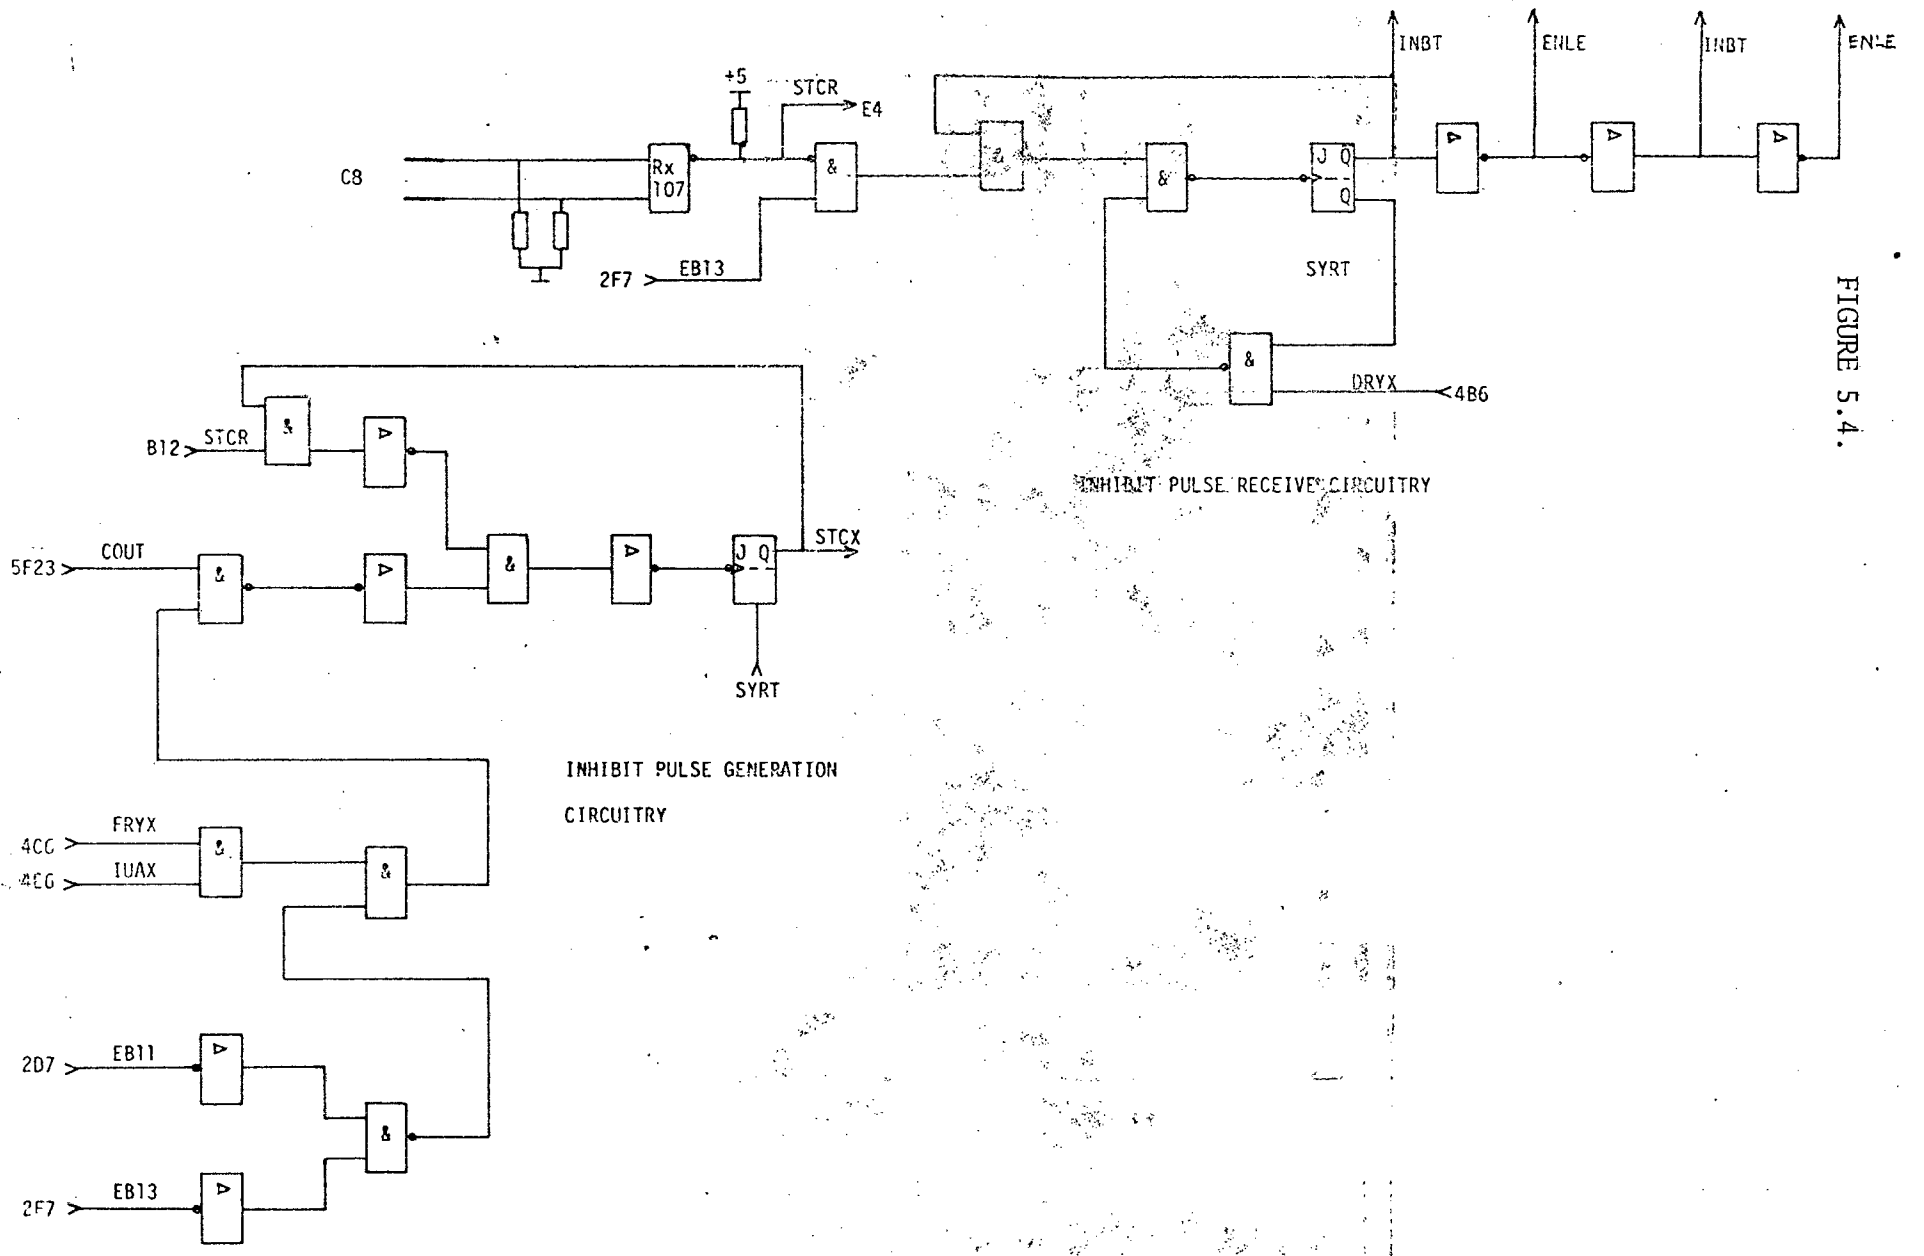 INBT
ENLE
INBT
ENLE
+5
STCR
E4
C8
Rx
107
&
&
&
J Q
Q
2F7
EB13
SYRT
&
DRYX
4B6
FIGURE 5.4.
INHIBIT PULSE RECEIVE CIRCUITRY
B12
STCR
&
5F23
COUT
&
&
J Q
STCX
SYRT
INHIBIT PULSE GENERATION
CIRCUITRY
FRYX
IUAX
&
&
2D7
EB11
&
2F7
EB13